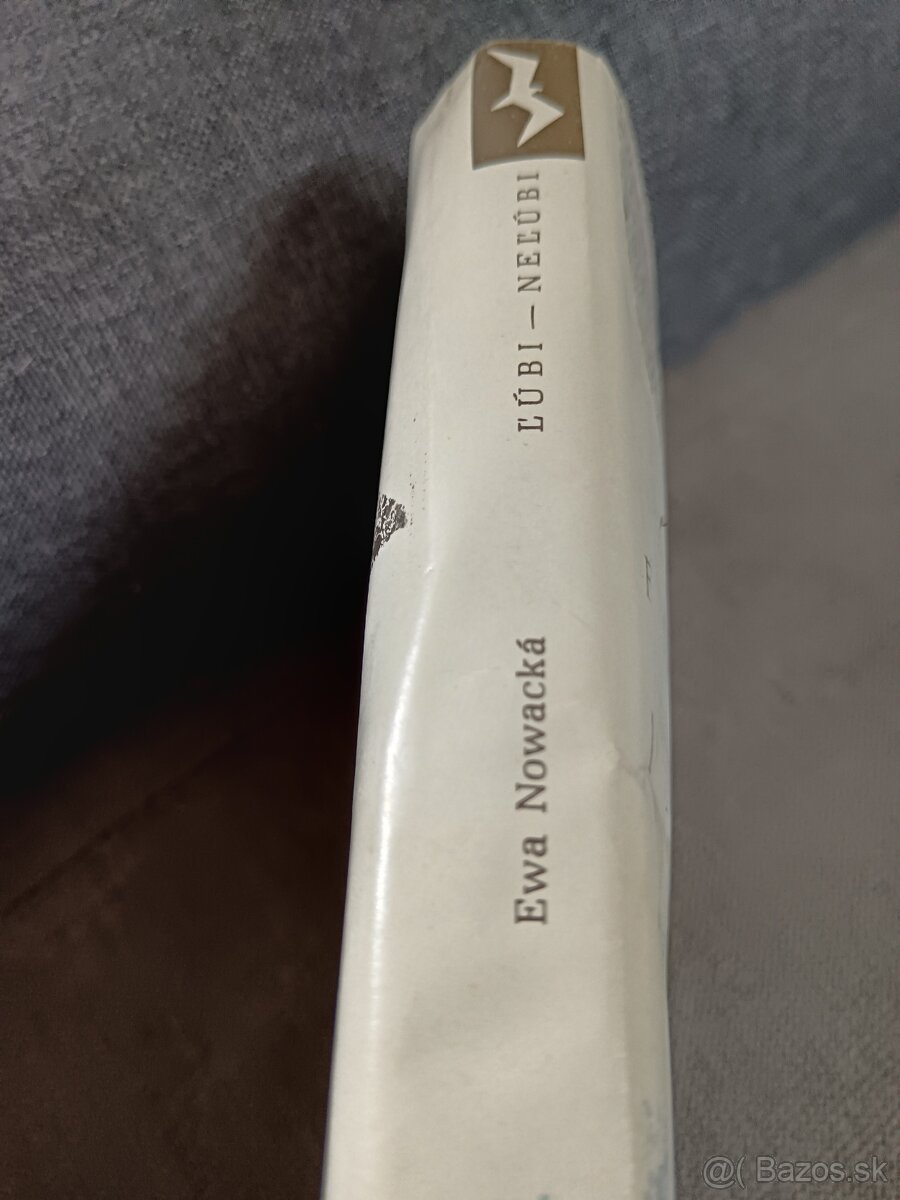 Ewa Nowacká
ĽÚBI — NEĽÚBI
@( Bazos.sk